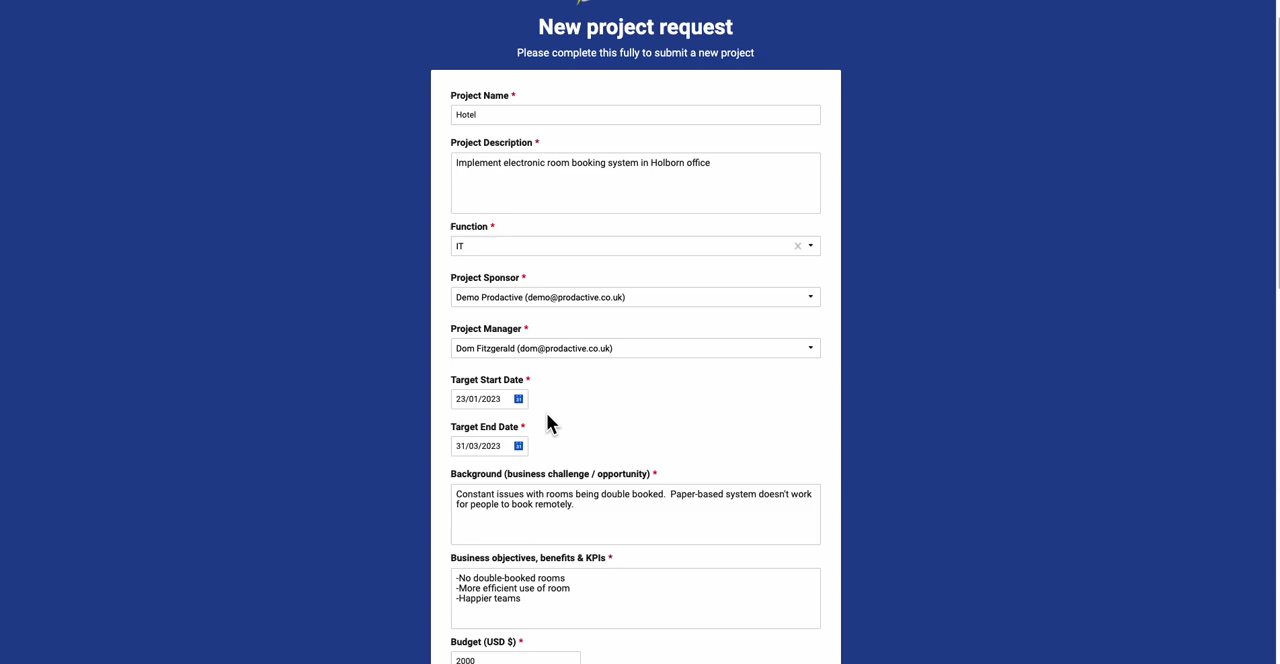 New project request
Please complete this fully to submit a new project
Project Name *
Hotel
Project Description *
Implement electronic room booking system in Holborn office
Function *
IT
Project Sponsor *
Demo Prodactive (demo@prodactive.co.uk)
Project Manager *
Dom Fitzgerald (dom@prodactive.co.uk)
Target Start Date *
23/01/2023
31
Target End Date *
31/03/2023
31
Background (business challenge / opportunity) *
Constant issues with rooms being double booked.  Paper-based system doesn't work
for people to book remotely.
Business objectives, benefits & KPIs *
-No double-booked rooms
-More efficient use of room
-Happier teams
Budget (USD $) *
2000